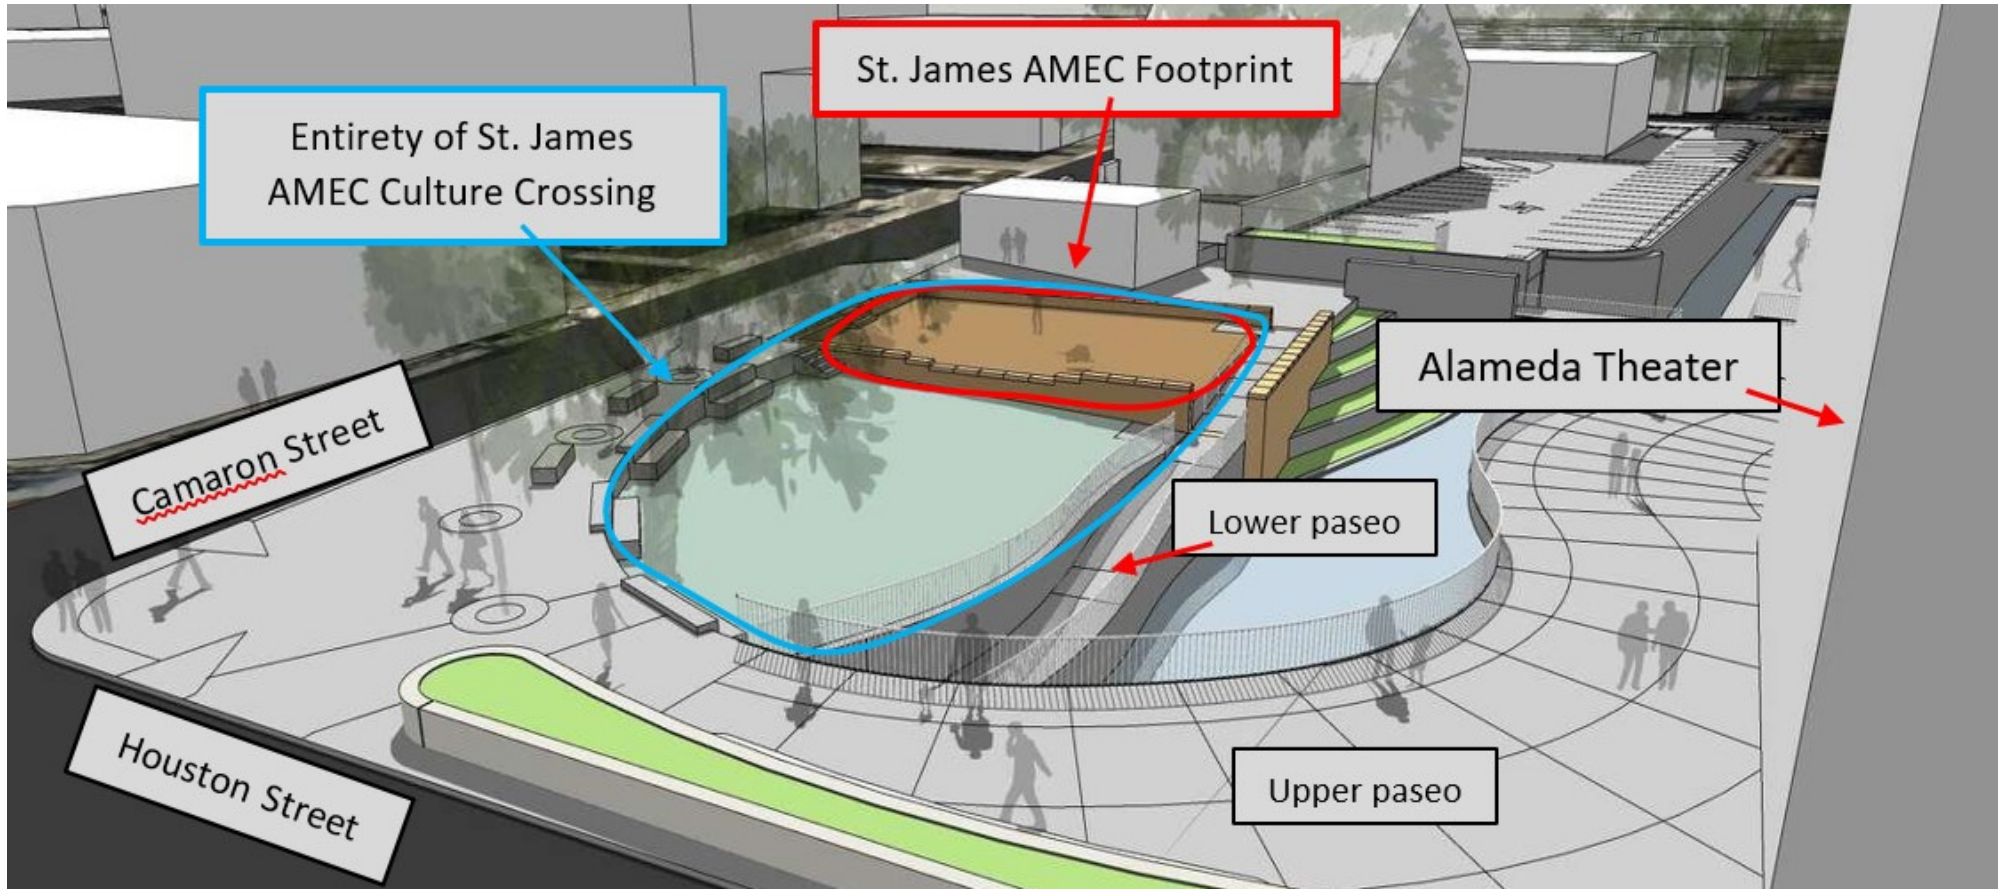 St. James AMEC Footprint
Entirety of St. James
AMEC Culture Crossing
Alameda Theater
Camaron Street
Lower paseo
Houston Street
Upper paseo